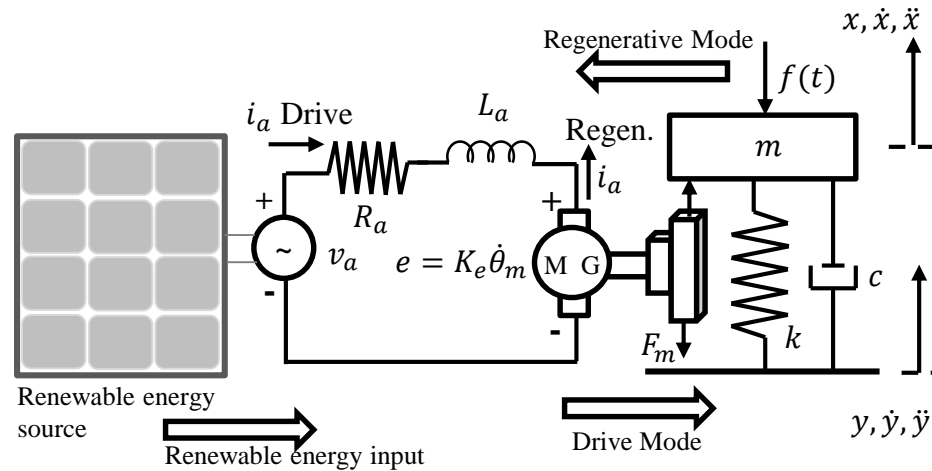 x, ẋ, ẍ
Regenerative Mode
f(t)
i_a Drive
L_a
Regen.
m
i_a
+
R_a
+
~
v_a
e = K_e θ̇_m
M G
c
-
-
F_m
k
Renewable energy
source
Drive Mode
y, ẏ, ÿ
Renewable energy input